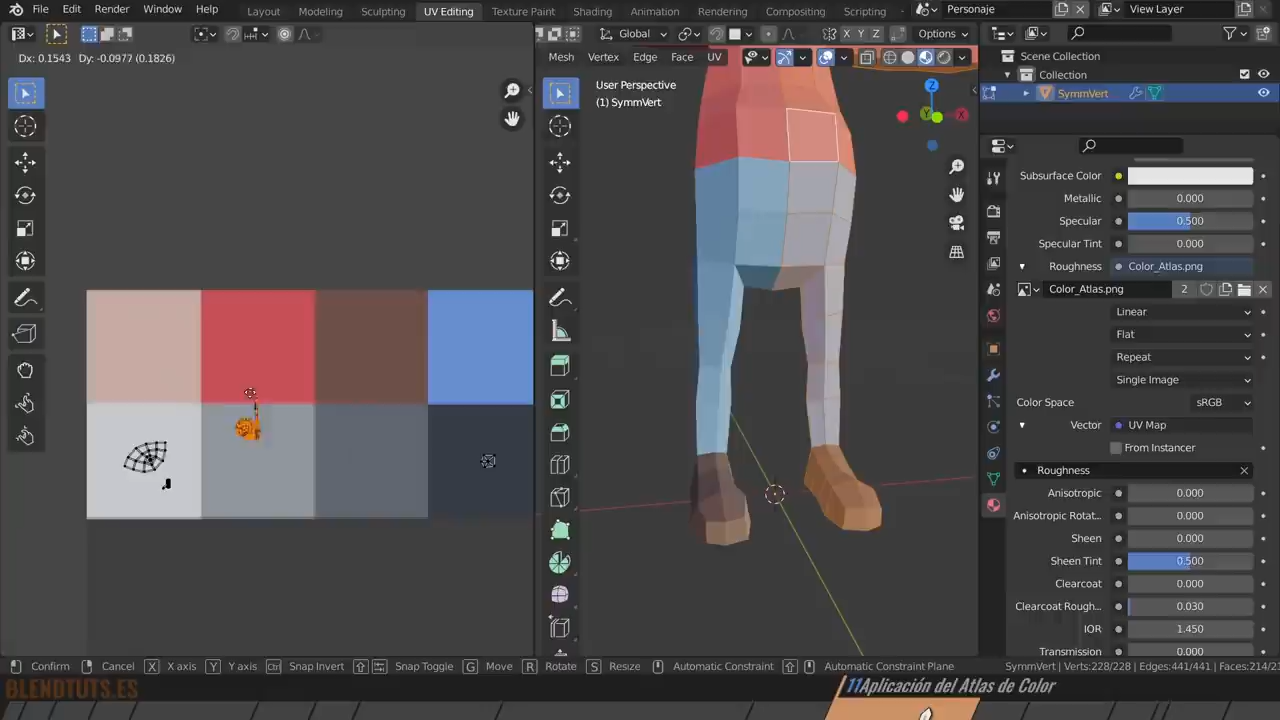 File Edit Render Window Help Layout Modeling Sculpting UV Editing Texture Paint Shading Animation Rendering Compositing Scripting Personaje View Layer
Global X Y Z Options
Dx: 0.1543 Dy: -0.0977 (0.1826)
Mesh Vertex Edge Face UV
User Perspective
(1) SymmVert
Z
Y
X
Scene Collection
Collection
SymmVert
Subsurface Color
Metallic 0.000
Specular 0.500
Specular Tint 0.000
Roughness Color_Atlas.png
Color_Atlas.png 2
Linear
Flat
Repeat
Single Image
Color Space sRGB
Vector UV Map
From Instancer
Roughness
Anisotropic 0.000
Anisotropic Rotat... 0.000
Sheen 0.000
Sheen Tint 0.500
Clearcoat 0.000
Clearcoat Rough... 0.030
IOR 1.450
Transmission 0.000
Confirm Cancel X X axis Y Y axis Ctrl Snap Invert Snap Toggle G Move R Rotate S Resize Automatic Constraint Automatic Constraint Plane SymmVert | Verts:228/228 | Edges:441/441 | Faces:214/2
BLENDTUTS.ES
11Aplicación del Atlas de Color